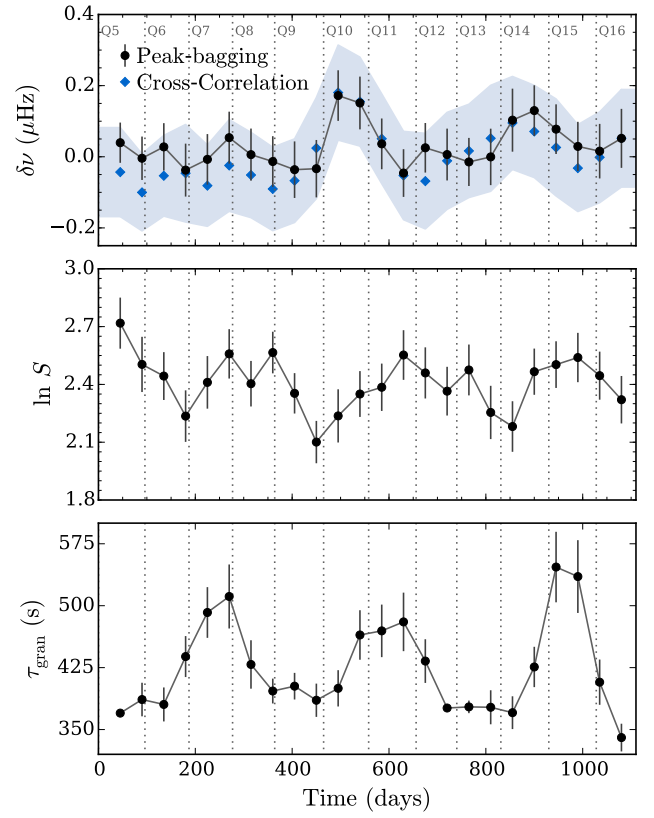 Q5 Q6 Q7 Q8 Q9 Q10 Q11 Q12 Q13 Q14 Q15 Q16
Peak-bagging
Cross-Correlation
0.4
0.2
0.0
−0.2
δν (μHz)
3.0
2.7
2.4
2.1
1.8
ln S
575
500
425
350
τgran (s)
0 200 400 600 800 1000
Time (days)